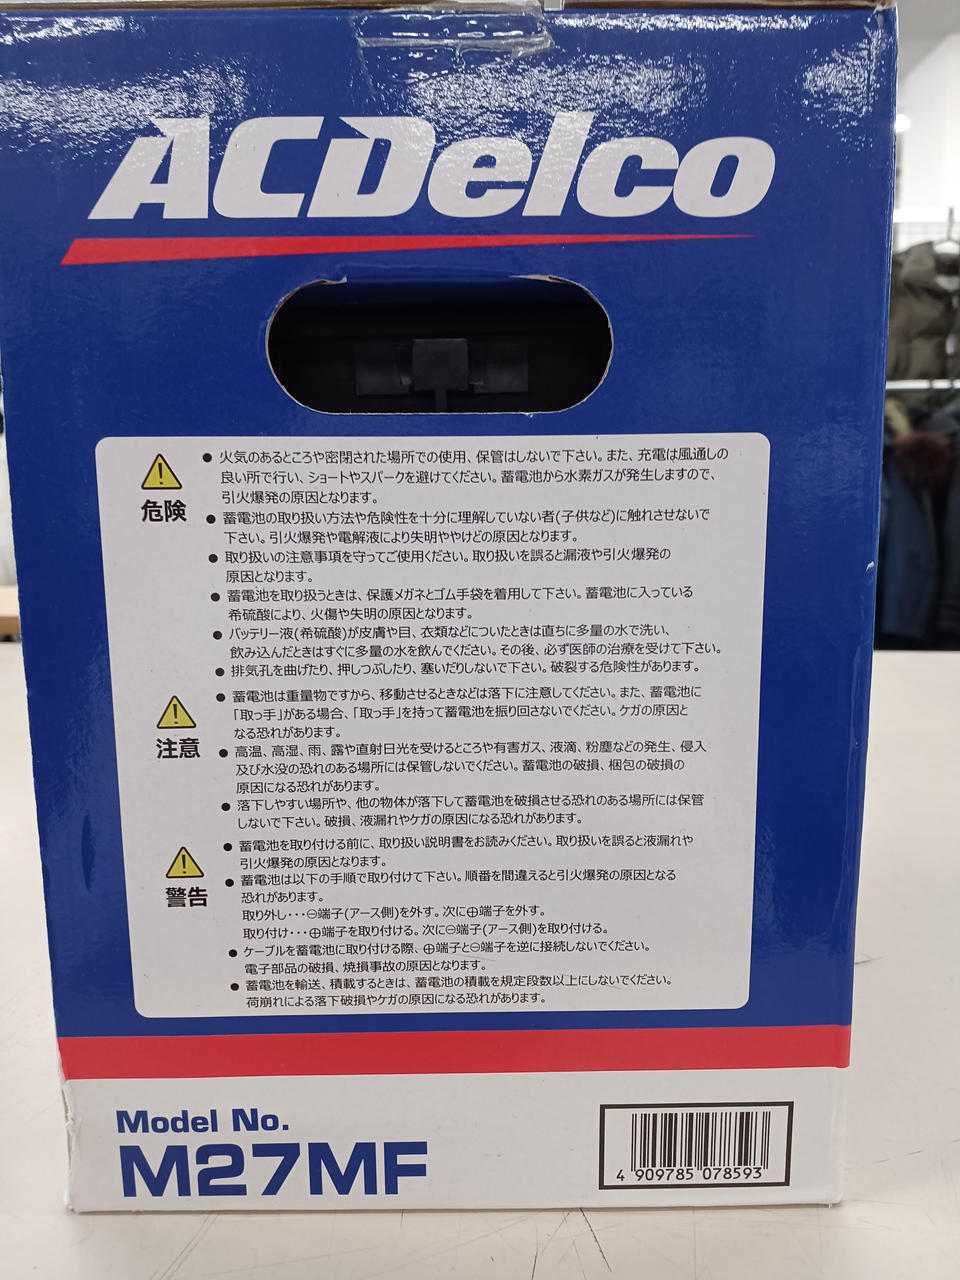 ACDelco
危険
● 火気のあるところや密閉された場所での使用、保管はしないで下さい。また、充電は風通しの
良い所で行い、ショートやスパークを避けてください。蓄電池から水素ガスが発生しますので、
引火爆発の原因となります。
● 蓄電池の取り扱い方法や危険性を十分に理解していない者(子供など)に触れさせないで
下さい。引火爆発や電解液により失明ややけどの原因となります。
● 取り扱いの注意事項を守ってご使用ください。取り扱いを誤ると漏液や引火爆発の
原因となります。
● 蓄電池を取り扱うときは、保護メガネとゴム手袋を着用して下さい。蓄電池に入っている
希硫酸により、火傷や失明の原因となります。
● バッテリー液(希硫酸)が皮膚や目、衣類などについたときは直ちに多量の水で洗い、
飲み込んだときはすぐに多量の水を飲んでください。その後、必ず医師の治療を受けて下さい。
● 排気孔を曲げたり、押しつぶしたり、塞いだりしないで下さい。破裂する危険性があります。
注意
● 蓄電池は重量物ですから、移動させるときなどは落下に注意してください。また、蓄電池に
「取っ手」がある場合、「取っ手」を持って蓄電池を振り回さないでください。ケガの原因と
なる恐れがあります。
● 高温、高湿、雨、露や直射日光を受けるところや有害ガス、液滴、粉塵などの発生、侵入
及び水没の恐れのある場所には保管しないでください。蓄電池の破損、梱包の破損の
原因になる恐れがあります。
● 落下しやすい場所や、他の物体が落下して蓄電池を破損させる恐れのある場所には保管
しないで下さい。破損、液漏れやケガの原因になる恐れがあります。
警告
● 蓄電池を取り付ける前に、取り扱い説明書をお読みください。取り扱いを誤ると液漏れや
引火爆発の原因となります。
● 蓄電池は以下の手順で取り付けて下さい。順番を間違えると引火爆発の原因となる
恐れがあります。
取り外し・・・⊖端子(アース側)を外す。次に⊕端子を外す。
取り付け・・・⊕端子を取り付ける。次に⊖端子(アース側)を取り付ける。
● ケーブルを蓄電池に取り付ける際、⊕端子と⊖端子を逆に接続しないでください。
電子部品の破損、焼損事故の原因となります。
● 蓄電池を輸送、積載するときは、蓄電池の積載を規定段数以上にしないでください。
荷崩れによる落下破損やケガの原因になる恐れがあります。
Model No.
M27MF
4 909785 078593